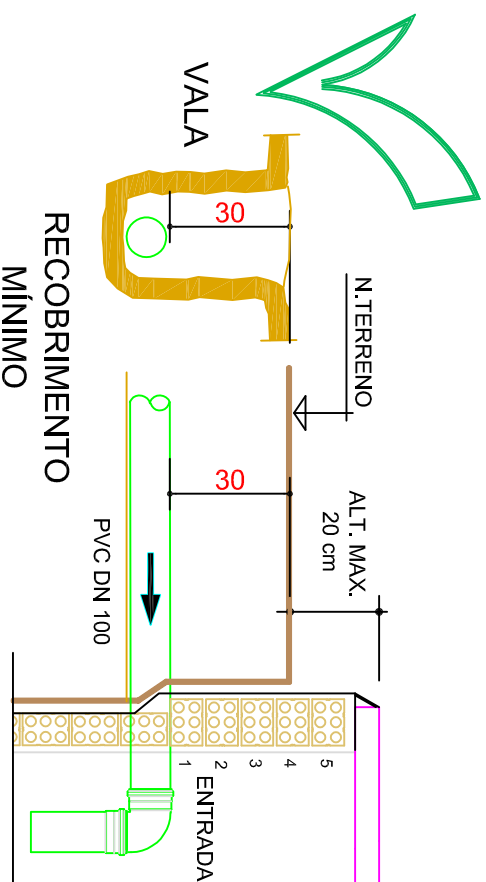 VALA
30
RECOBRIMENTO
MÍNIMO
N.TERRENO
30
ALT. MAX.
20 cm
PVC DN 100
1
2
3
4
5
ENTRADA